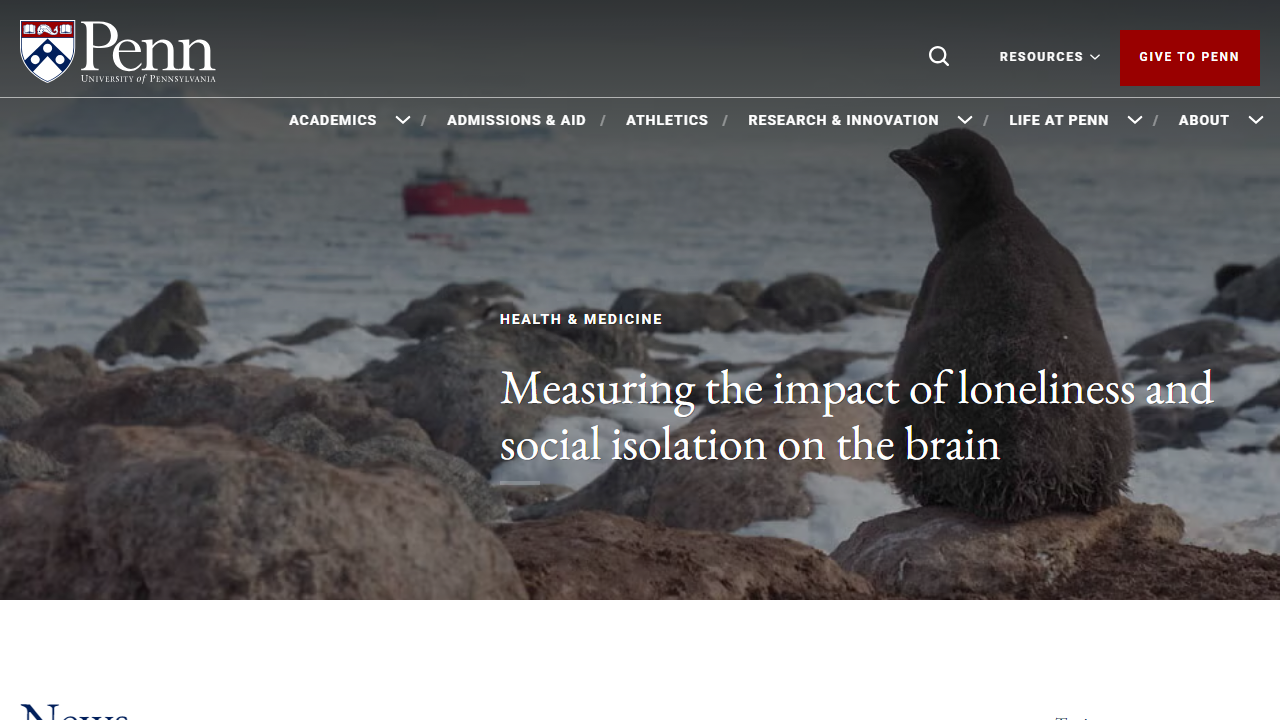 Penn
University of Pennsylvania
RESOURCES
GIVE TO PENN
ACADEMICS / ADMISSIONS & AID / ATHLETICS / RESEARCH & INNOVATION / LIFE AT PENN / ABOUT
HEALTH & MEDICINE
Measuring the impact of loneliness and
social isolation on the brain
News